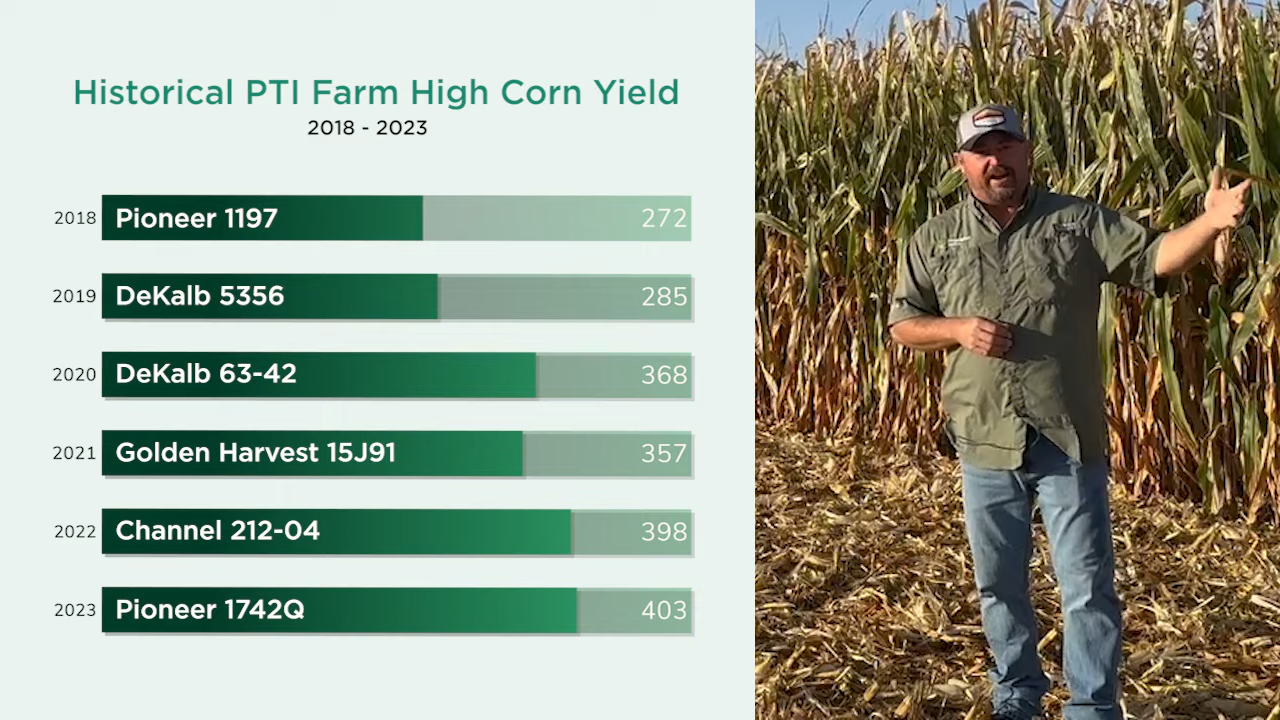 Historical PTI Farm High Corn Yield
2018 - 2023
2018 Pioneer 1197 272
2019 DeKalb 5356 285
2020 DeKalb 63-42 368
2021 Golden Harvest 15J91 357
2022 Channel 212-04 398
2023 Pioneer 1742Q 403